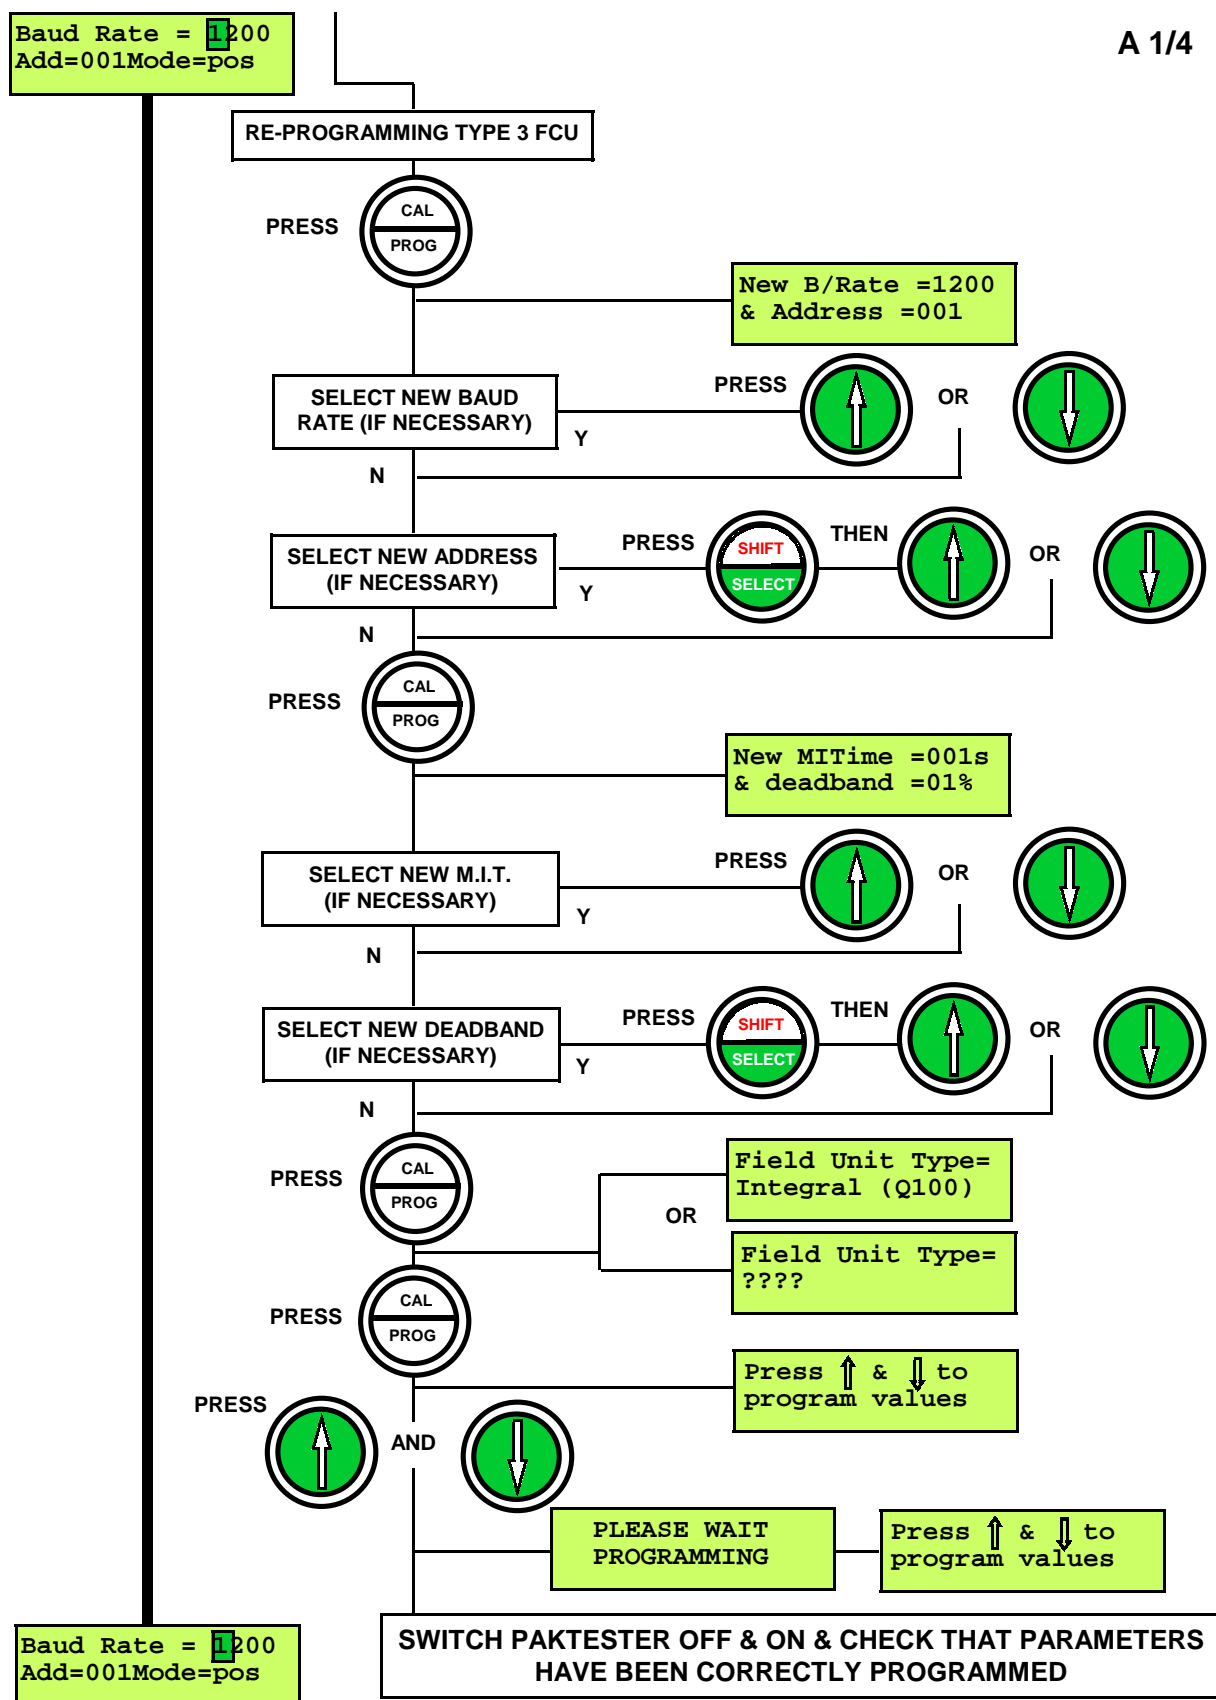 Baud Rate = 1200
Add=001Mode=pos
A 1/4
RE-PROGRAMMING TYPE 3 FCU
PRESS
CAL
PROG
New B/Rate =1200
& Address =001
SELECT NEW BAUD
RATE (IF NECESSARY)
Y
PRESS
OR
N
SELECT NEW ADDRESS
(IF NECESSARY)
Y
PRESS
SHIFT
SELECT
THEN
OR
N
PRESS
CAL
PROG
New MITime =001s
& deadband =01%
SELECT NEW M.I.T.
(IF NECESSARY)
Y
PRESS
OR
N
SELECT NEW DEADBAND
(IF NECESSARY)
Y
PRESS
SHIFT
SELECT
THEN
OR
N
PRESS
CAL
PROG
Field Unit Type=
Integral (Q100)
OR
Field Unit Type=
????
PRESS
CAL
PROG
Press ⇑ & ⇓ to
program values
PRESS
AND
PLEASE WAIT
PROGRAMMING
Press ⇑ & ⇓ to
program values
Baud Rate = 1200
Add=001Mode=pos
SWITCH PAKTESTER OFF & ON & CHECK THAT PARAMETERS
HAVE BEEN CORRECTLY PROGRAMMED